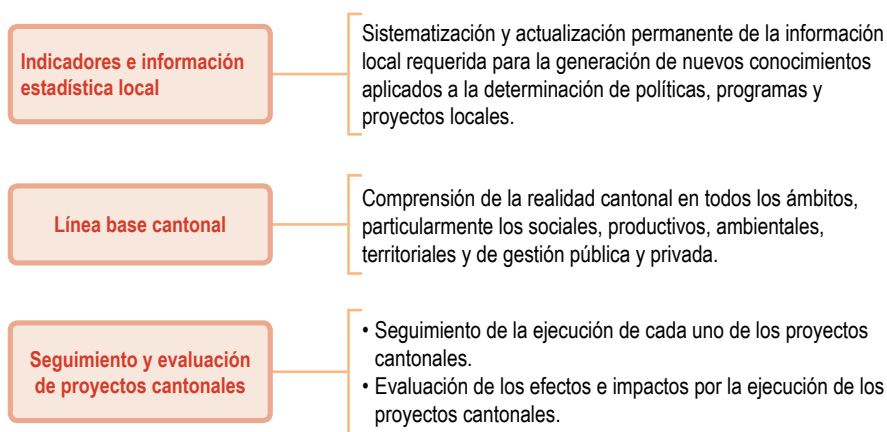 Indicadores e información
estadística local
Sistematización y actualización permanente de la información
local requerida para la generación de nuevos conocimientos
aplicados a la determinación de políticas, programas y
proyectos locales.
Línea base cantonal
Comprensión de la realidad cantonal en todos los ámbitos,
particularmente los sociales, productivos, ambientales,
territoriales y de gestión pública y privada.
Seguimiento y evaluación
de proyectos cantonales
• Seguimiento de la ejecución de cada uno de los proyectos
cantonales.
• Evaluación de los efectos e impactos por la ejecución de los
proyectos cantonales.